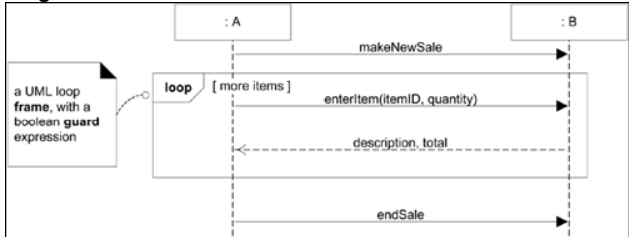 : A
: B
makeNewSale
a UML loop
frame, with a
boolean guard
expression
loop
[ more items ]
enterItem(itemID, quantity)
description, total
endSale